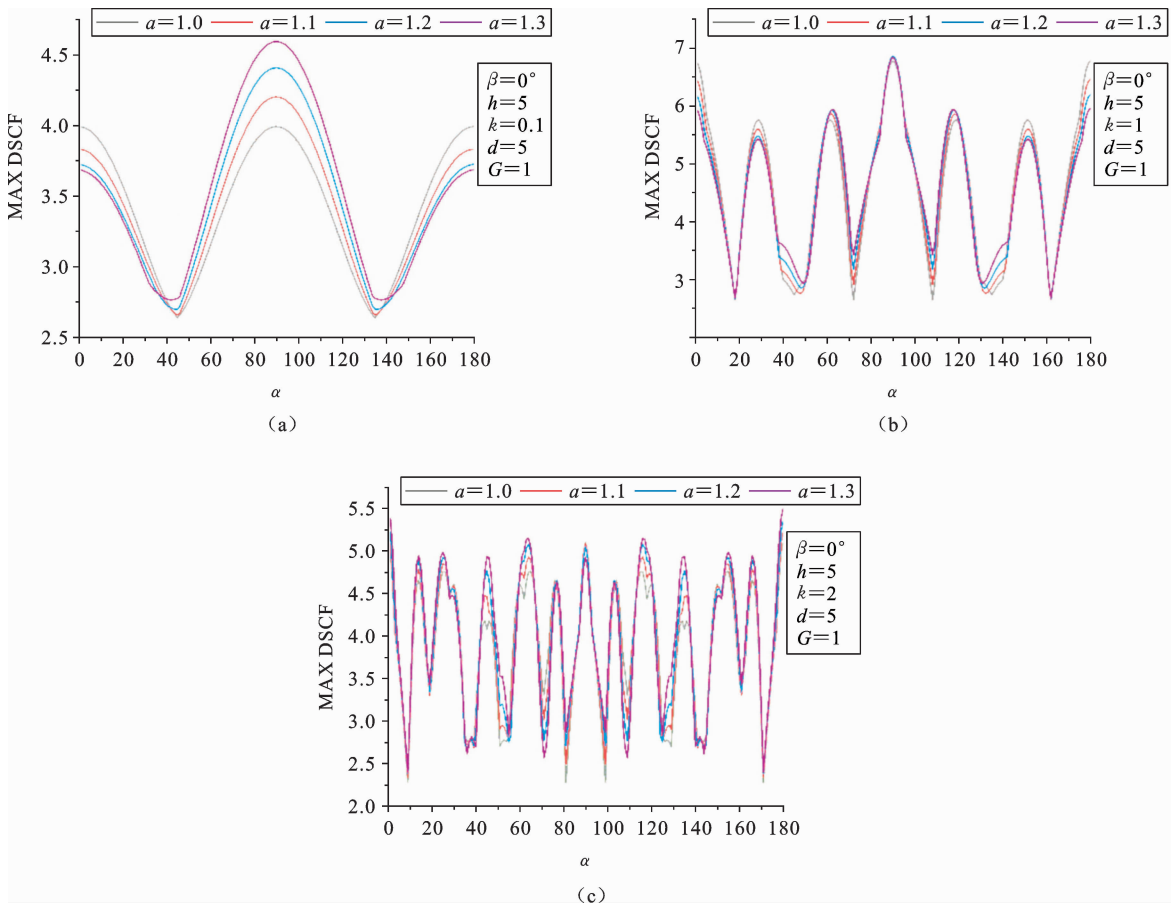 a=1.0 a=1.1 a=1.2 a=1.3
4.5
4.0
3.5
3.0
2.5
MAX DSCF
β=0°
h=5
k=0.1
d=5
G=1
0 20 40 60 80 100 120 140 160 180
α
(a)
a=1.0 a=1.1 a=1.2 a=1.3
7
6
5
4
3
MAX DSCF
β=0°
h=5
k=1
d=5
G=1
0 20 40 60 80 100 120 140 160 180
α
(b)
a=1.0 a=1.1 a=1.2 a=1.3
5.5
5.0
4.5
4.0
3.5
3.0
2.5
2.0
MAX DSCF
β=0°
h=5
k=2
d=5
G=1
0 20 40 60 80 100 120 140 160 180
α
(c)